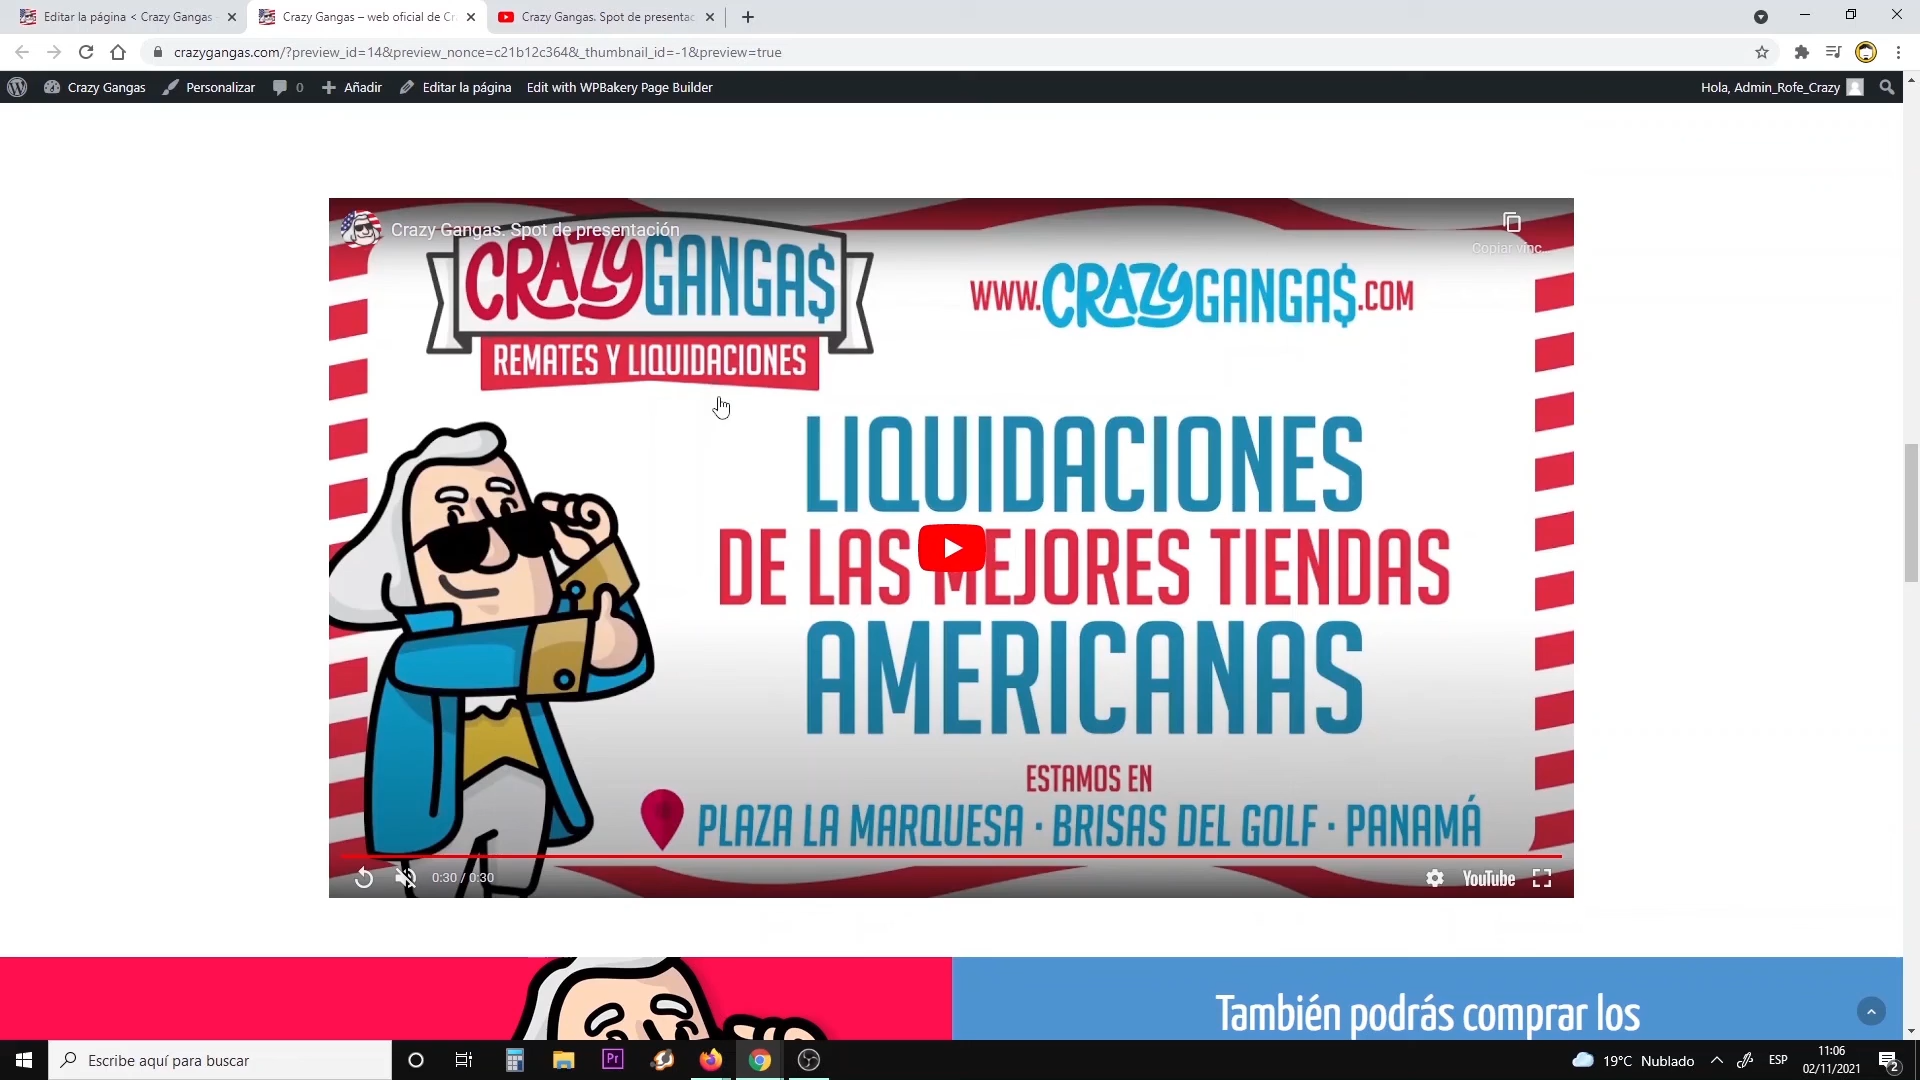 Editar la página < Crazy Gangas
Crazy Gangas – web oficial de Cr
Crazy Gangas. Spot de presentac
crazygangas.com/?preview_id=14&preview_nonce=c21b12c364&_thumbnail_id=-1&preview=true
Crazy Gangas
Personalizar
0
Añadir
Editar la página
Edit with WPBakery Page Builder
Hola, Admin_Rofe_Crazy
Crazy Gangas. Spot de presentación
Copiar vínc...
CRAZYGANGA$
REMATES Y LIQUIDACIONES
WWW.CRAZYGANGA$.COM
LIQUIDACIONES
DE LAS MEJORES TIENDAS
AMERICANAS
ESTAMOS EN
PLAZA LA MARQUESA · BRISAS DEL GOLF · PANAMÁ
0:30 / 0:30
YouTube
También podrás comprar los
Escribe aquí para buscar
Pr
19°C Nublado
ESP
11:06
02/11/2021
2